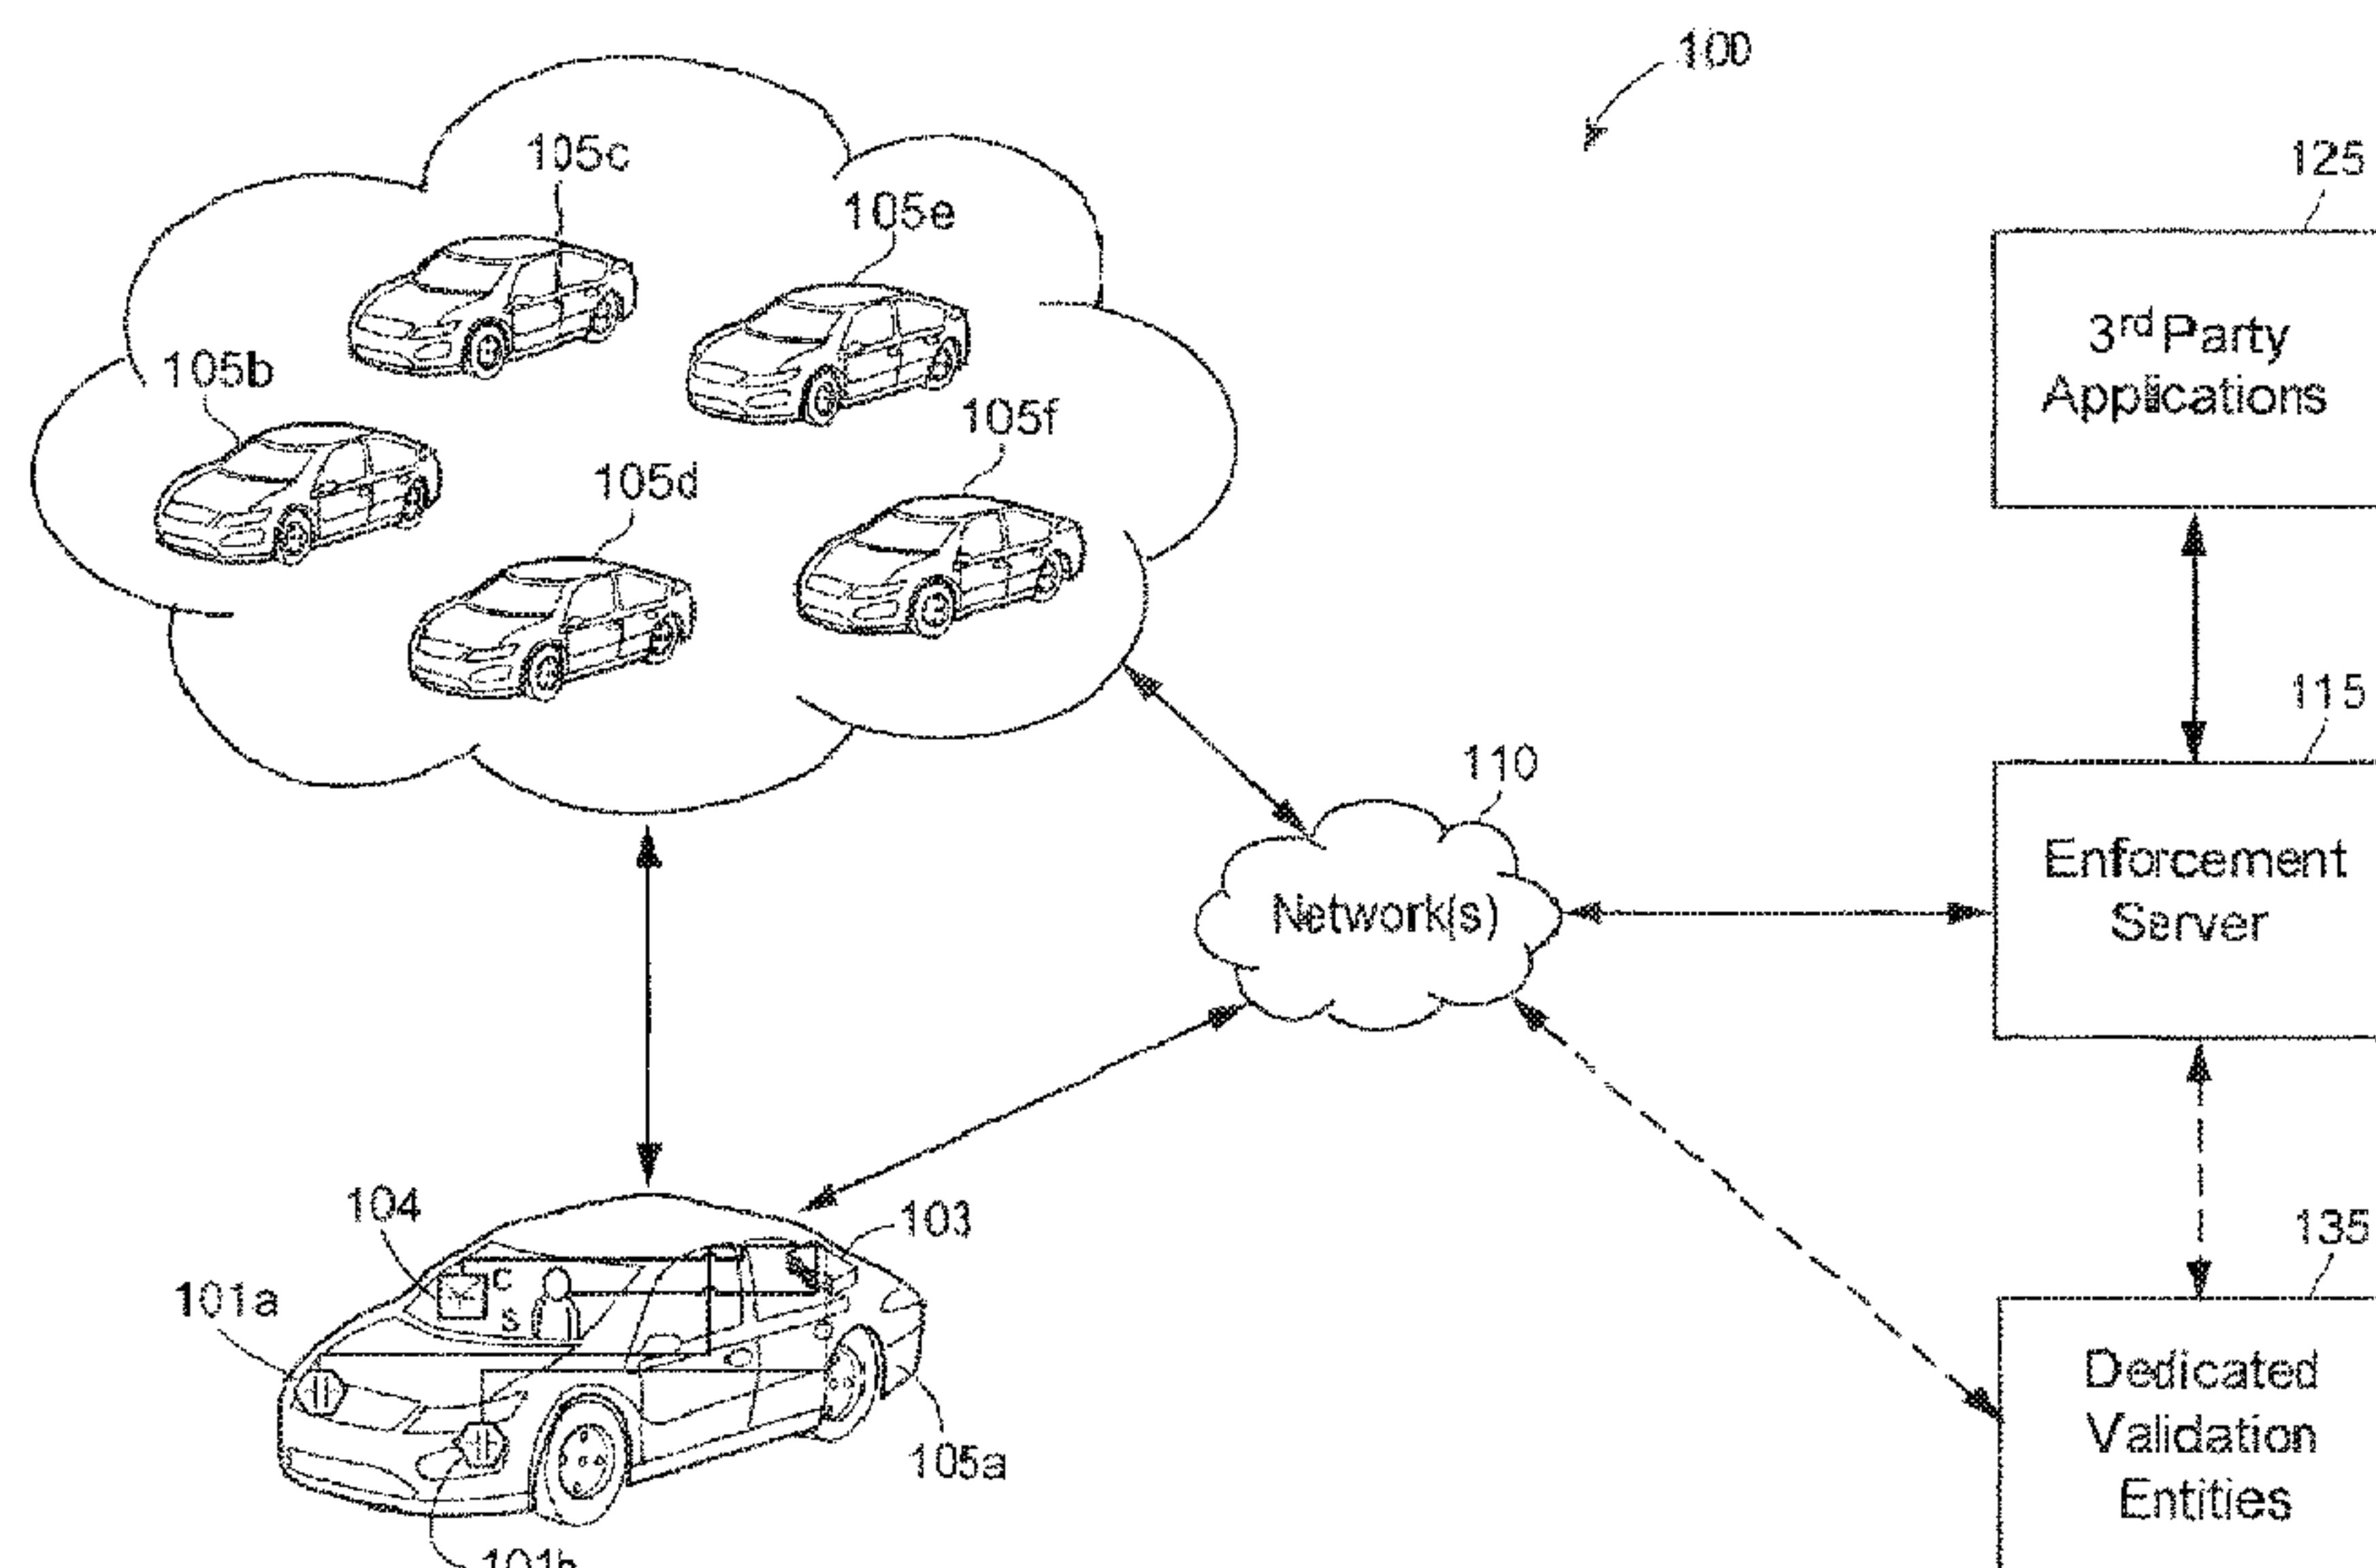 100
105c
125
105e
3rd Party
Applications
105b
105f
105d
115
110
Enforcement
Server
Network(s)
104
103
135
C
S
101a
Dedicated
Validation
Entities
105a
101b